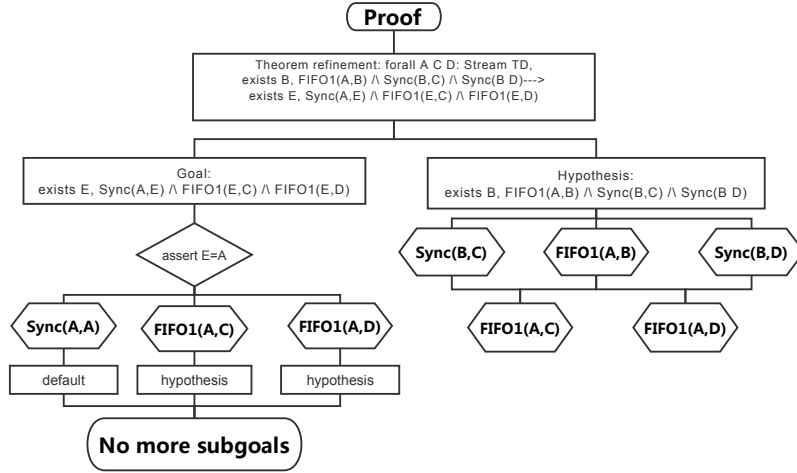 Proof
Theorem refinement: forall A C D: Stream TD,
exists B, FIFO1(A,B) /\ Sync(B,C) /\ Sync(B D)--->
exists E, Sync(A,E) /\ FIFO1(E,C) /\ FIFO1(E,D)
Goal:
exists E, Sync(A,E) /\ FIFO1(E,C) /\ FIFO1(E,D)
Hypothesis:
exists B, FIFO1(A,B) /\ Sync(B,C) /\ Sync(B D)
assert E=A
Sync(B,C)
FIFO1(A,B)
Sync(B,D)
Sync(A,A)
FIFO1(A,C)
FIFO1(A,D)
FIFO1(A,C)
FIFO1(A,D)
default
hypothesis
hypothesis
No more subgoals